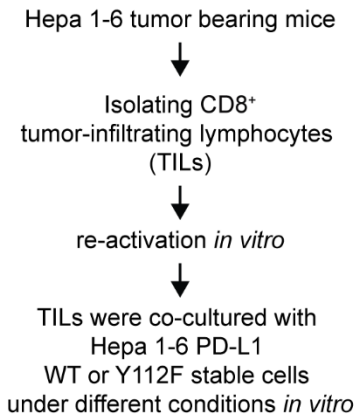 Hepa 1-6 tumor bearing mice
Isolating CD8⁺
tumor-infiltrating lymphocytes
(TILs)
re-activation in vitro
TILs were co-cultured with
Hepa 1-6 PD-L1
WT or Y112F stable cells
under different conditions in vitro